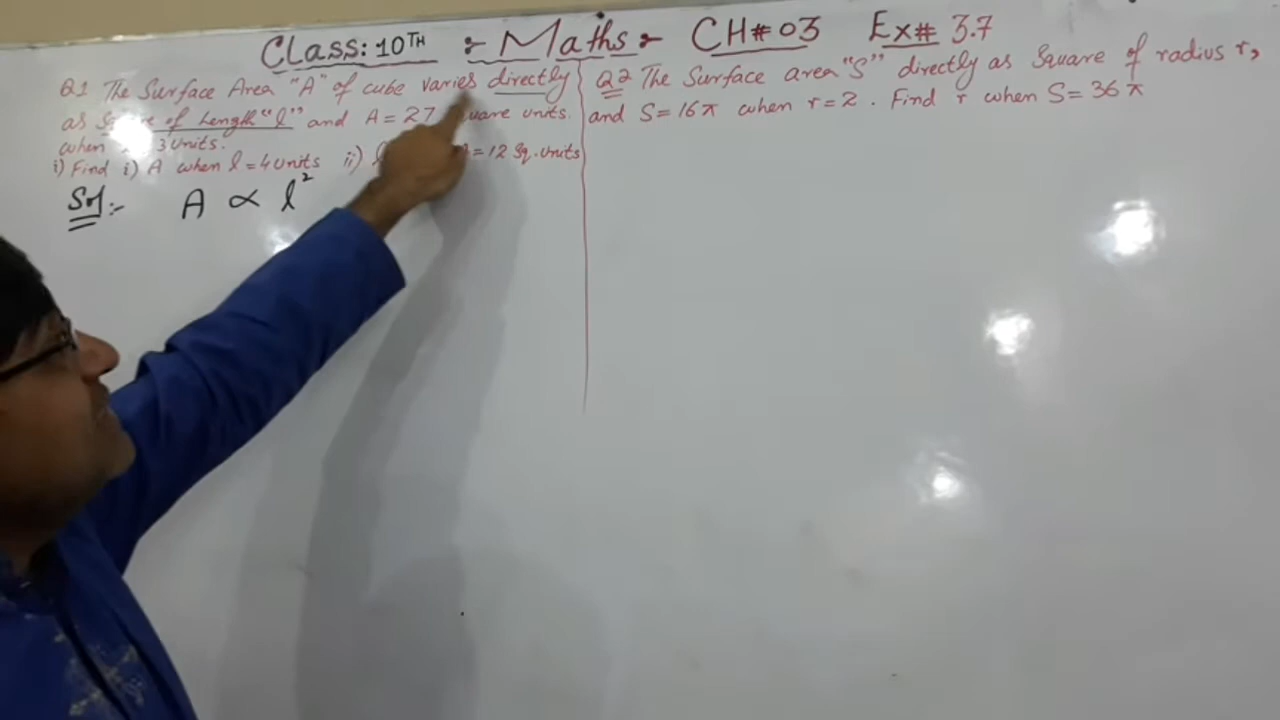 CLASS: 10TH :- Maths:- CH# 03 Ex# 3.7
Q1 The Surface Area "A" of cube varies directly
as Square of Length "l" and A = 27 units.
when 3 units.
i) Find i) A when l = 4 units ii) = 12 Sq. units
Sol:- A ∝ l²
Q2 The Surface area "S" directly as Square of radius r,
and S = 16π when r = 2 . Find r when S = 36π